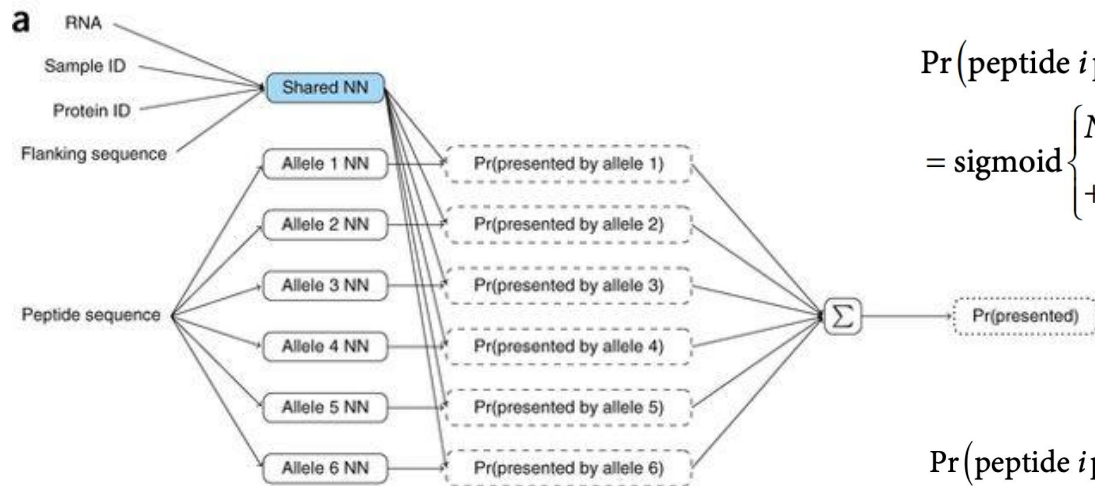 a
RNA
Sample ID
Protein ID
Flanking sequence
Shared NN
Peptide sequence
Allele 1 NN
Allele 2 NN
Allele 3 NN
Allele 4 NN
Allele 5 NN
Allele 6 NN
Pr(presented by allele 1)
Pr(presented by allele 2)
Pr(presented by allele 3)
Pr(presented by allele 4)
Pr(presented by allele 5)
Pr(presented by allele 6)
Σ
Pr(presented)
Pr(peptide i
= sigmoid{
+
Pr(peptide i